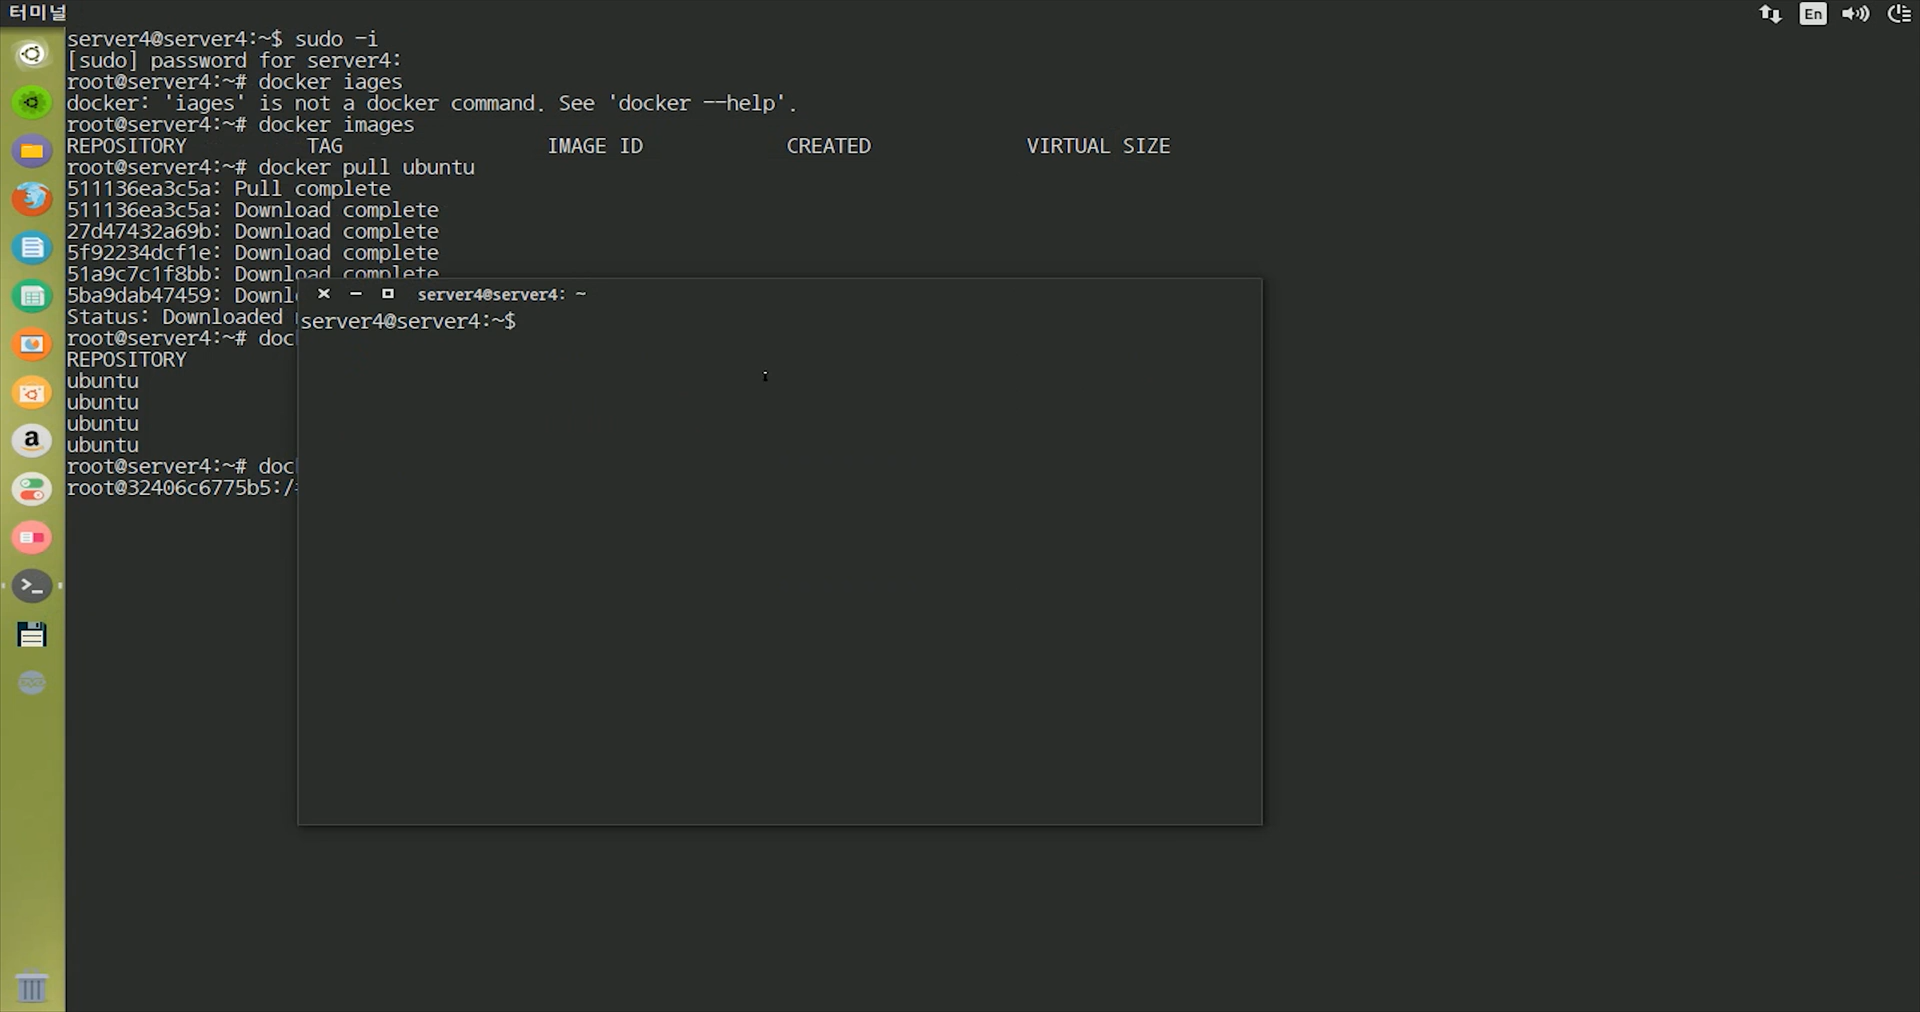 터미널
En
server4@server4:~$ sudo -i
[sudo] password for server4:
root@server4:~# docker iages
docker: 'iages' is not a docker command. See 'docker --help'.
root@server4:~# docker images
REPOSITORY TAG IMAGE ID CREATED VIRTUAL SIZE
root@server4:~# docker pull ubuntu
511136ea3c5a: Pull complete
511136ea3c5a: Download complete
27d47432a69b: Download complete
5f92234dcf1e: Download complete
51a9c7c1f8bb: Download complete
5ba9dab47459: Downl
Status: Downloaded
root@server4:~# doc
REPOSITORY
ubuntu
ubuntu
ubuntu
ubuntu
root@server4:~# doc
root@32406c6775b5:/
server4@server4: ~
server4@server4:~$
a